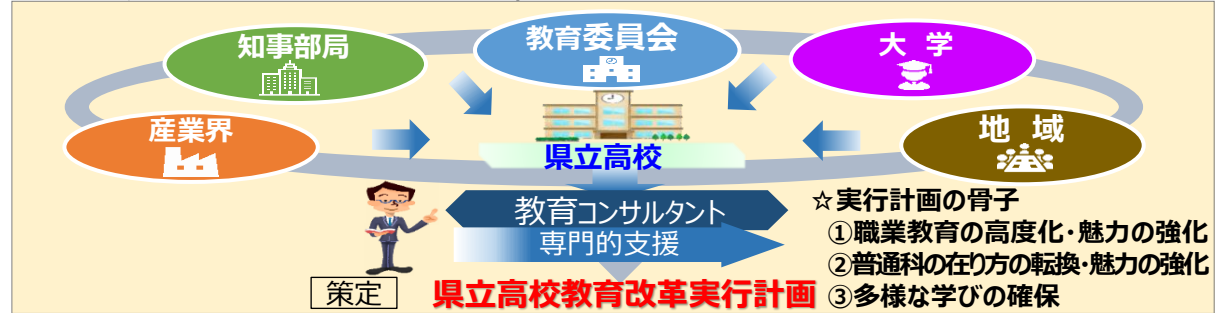 知事部局
教育委員会
大学
産業界
県立高校
地域
教育コンサルタント
専門的支援
策定
県立高校教育改革実行計画
☆実行計画の骨子
①職業教育の高度化･魅力の強化
②普通科の在り方の転換･魅力の強化
③多様な学びの確保